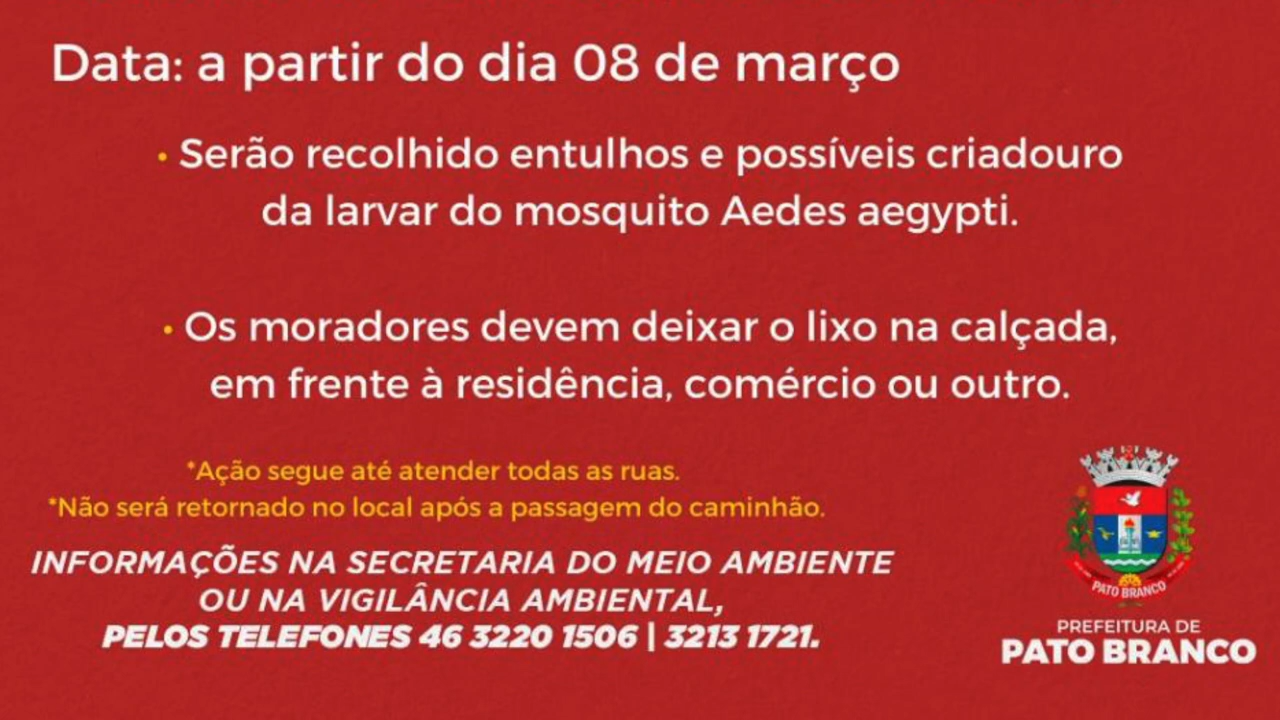 Data: a partir do dia 08 de março
• Serão recolhido entulhos e possíveis criadouro
da larvar do mosquito Aedes aegypti.
• Os moradores devem deixar o lixo na calçada,
em frente à residência, comércio ou outro.
*Ação segue até atender todas as ruas.
*Não será retornado no local após a passagem do caminhão.
INFORMAÇÕES NA SECRETARIA DO MEIO AMBIENTE
OU NA VIGILÂNCIA AMBIENTAL,
PELOS TELEFONES 46 3220 1506 | 3213 1721.
PATO BRANCO
PREFEITURA DE
PATO BRANCO